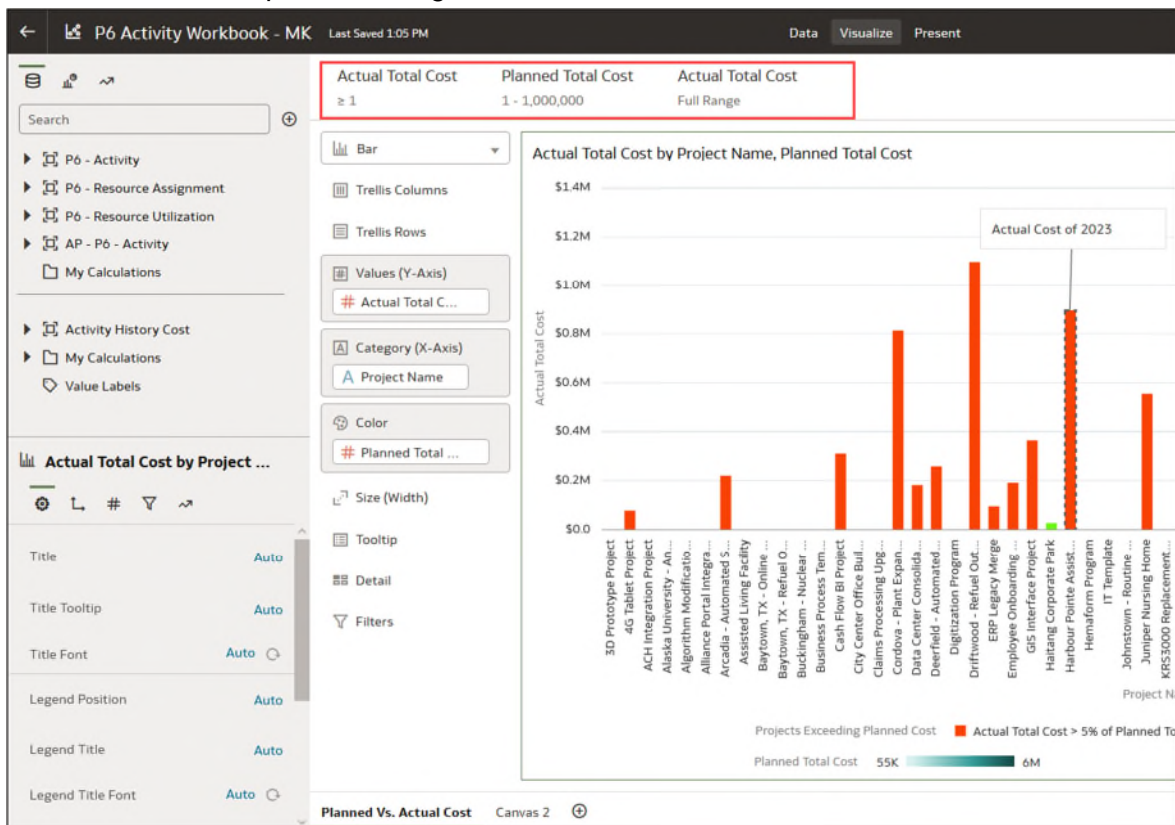 P6 Activity Workbook - MK Last Saved 1:05 PM Data Visualize Present
Search
P6 - Activity
P6 - Resource Assignment
P6 - Resource Utilization
AP - P6 - Activity
My Calculations
Activity History Cost
My Calculations
Value Labels
Actual Total Cost by Project ...
Title Auto
Title Tooltip Auto
Title Font Auto
Legend Position Auto
Legend Title Auto
Legend Title Font Auto
Actual Total Cost Planned Total Cost Actual Total Cost
≥ 1 1 - 1,000,000 Full Range
Bar
Trellis Columns
Trellis Rows
Values (Y-Axis)
# Actual Total C...
Category (X-Axis)
A Project Name
Color
# Planned Total ...
Size (Width)
Tooltip
Detail
Filters
Actual Total Cost by Project Name, Planned Total Cost
Actual Cost of 2023
Actual Total Cost
$1.4M
$1.2M
$1.0M
$0.8M
$0.6M
$0.4M
$0.2M
$0.0
3D Prototype Project
4G Tablet Project
ACH Integration Project
Alaska University - An...
Algorithm Modificatio...
Alliance Portal Integra...
Arcadia - Automated S...
Assisted Living Facility
Baytown, TX - Online ...
Baytown, TX - Refuel O...
Buckingham - Nuclear ...
Business Process Tem...
Cash Flow BI Project
City Center Office Buil...
Claims Processing Upg...
Cordova - Plant Expan...
Data Center Consolida...
Deerfield - Automated...
Digitization Program
Driftwood - Refuel Out...
ERP Legacy Merge
Employee Onboarding ...
GIS Interface Project
Haitang Corporate Park
Harbour Pointe Assist...
Hemaform Program
IT Template
Johnstown - Routine ...
Juniper Nursing Home
KRS3000 Replacement...
Project N
Projects Exceeding Planned Cost Actual Total Cost > 5% of Planned To
Planned Total Cost 55K 6M
Planned Vs. Actual Cost Canvas 2